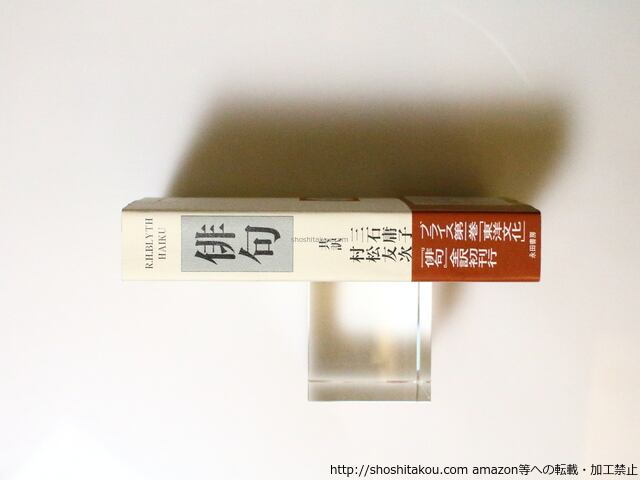 R.H.BLYTH
HAIKU
俳句
三石庸子
村松友次
共訳
ブライス第一巻「東洋文化」
『俳句』全訳初刊行
永田書房
shoshitakou.com
http://shoshitakou.com amazon等への転載・加工禁止